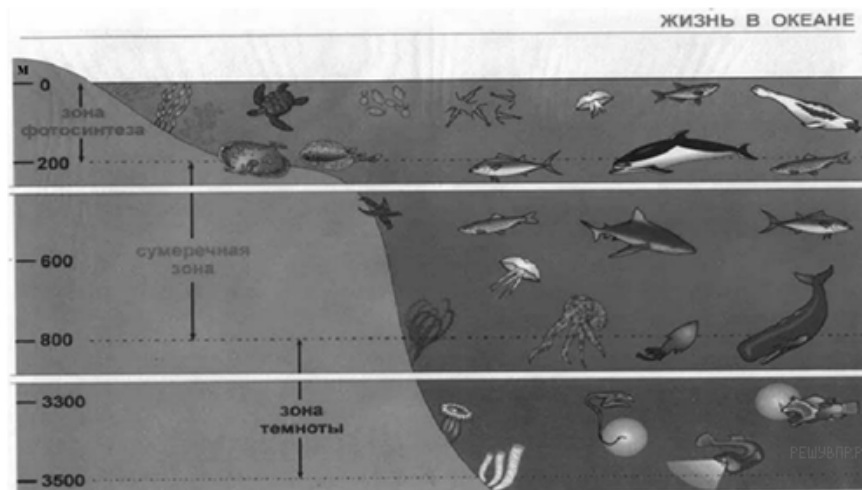 ЖИЗНЬ В ОКЕАНЕ
М
0
зона
фотосинтеза
200
сумеречная
зона
600
800
3300
зона
темноты
3500
РЕШУВПР.Р